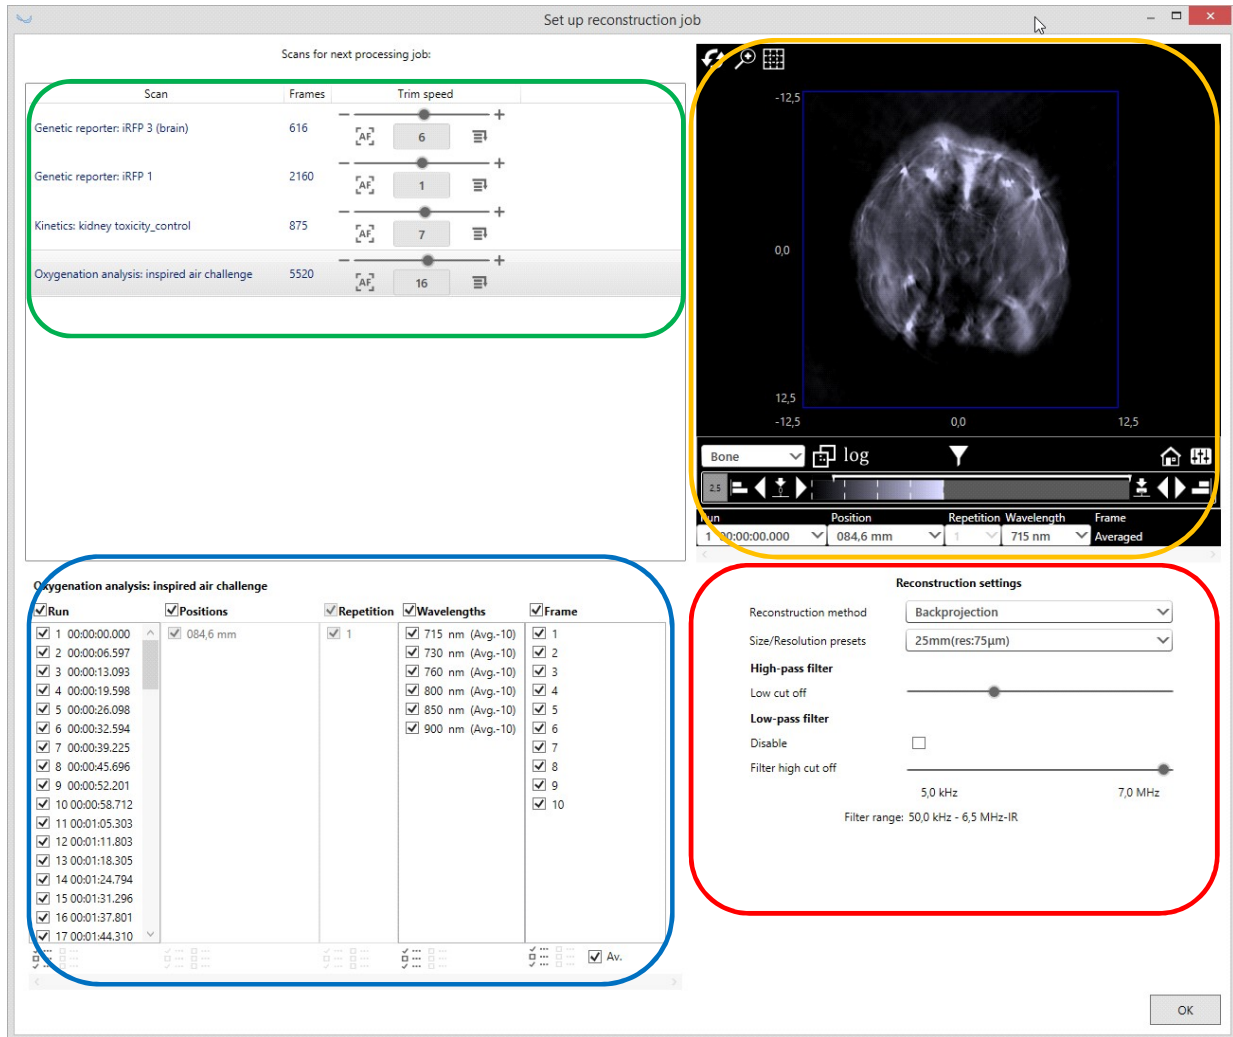 Set up reconstruction job
Scans for next processing job:
Scan Frames Trim speed
Genetic reporter: iRFP 3 (brain) 616 AF 6
Genetic reporter: iRFP 1 2160 AF 1
Kinetics: kidney toxicity_control 875 AF 7
Oxygenation analysis: inspired air challenge 5520 AF 16
-12,5
0,0
12,5
-12,5 0,0 12,5
Bone log
2,5
Run Position Repetition Wavelength Frame
1 00:00:00.000 084,6 mm 1 715 nm Averaged
Oxygenation analysis: inspired air challenge
Run Positions Repetition Wavelengths Frame
1 00:00:00.000 084,6 mm 1 715 nm (Avg.-10) 1
2 00:00:06.597 730 nm (Avg.-10) 2
3 00:00:13.093 760 nm (Avg.-10) 3
4 00:00:19.598 800 nm (Avg.-10) 4
5 00:00:26.098 850 nm (Avg.-10) 5
6 00:00:32.594 900 nm (Avg.-10) 6
7 00:00:39.225 7
8 00:00:45.696 8
9 00:00:52.201 9
10 00:00:58.712 10
11 00:01:05.303
12 00:01:11.803
13 00:01:18.305
14 00:01:24.794
15 00:01:31.296
16 00:01:37.801
17 00:01:44.310
Av.
Reconstruction settings
Reconstruction method Backprojection
Size/Resolution presets 25mm(res:75µm)
High-pass filter
Low cut off
Low-pass filter
Disable
Filter high cut off
5,0 kHz 7,0 MHz
Filter range: 50,0 kHz - 6,5 MHz-IR
OK